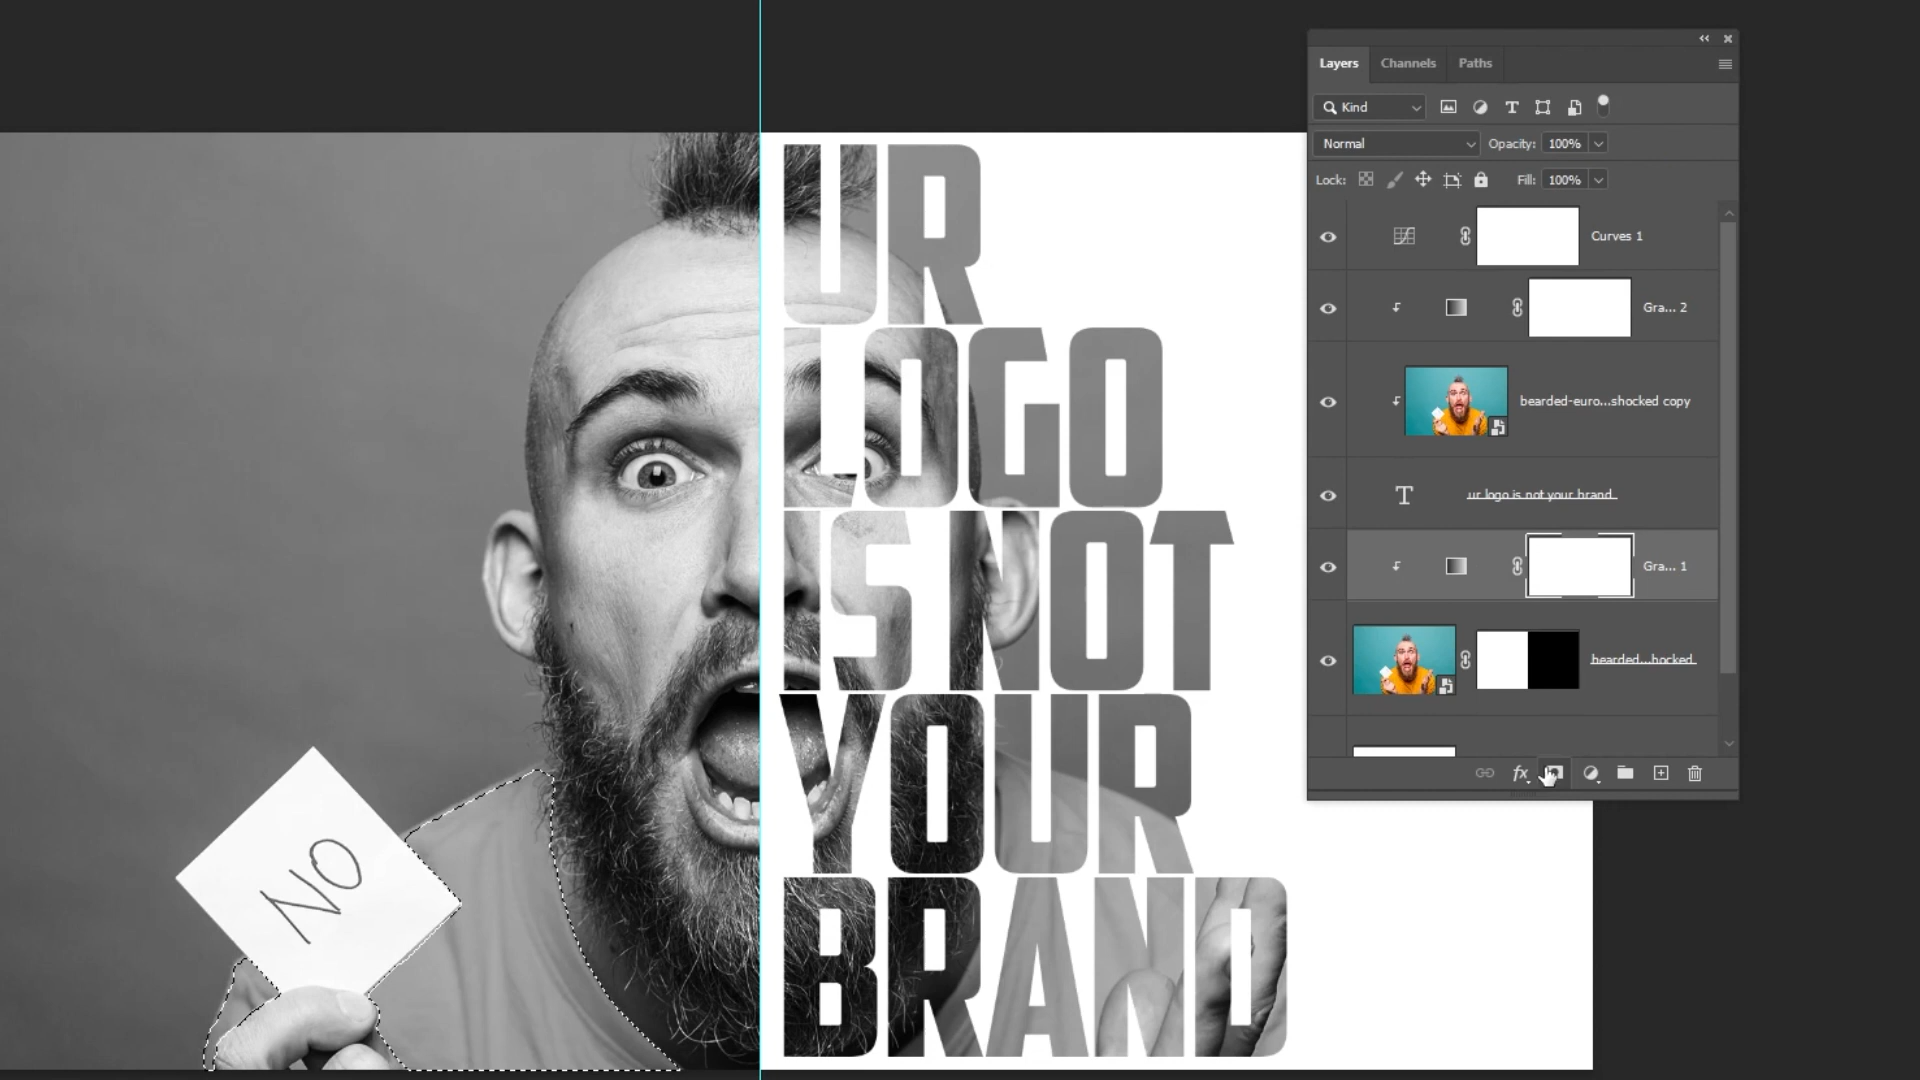 Layers Channels Paths
Kind
Normal Opacity: 100%
Lock: Fill: 100%
Curves 1
Gra... 2
bearded-euro...shocked copy
ur logo is not your brand
Gra... 1
bearded...hocked
fx
UR
LOGO
IS NOT
YOUR
BRAND
NO